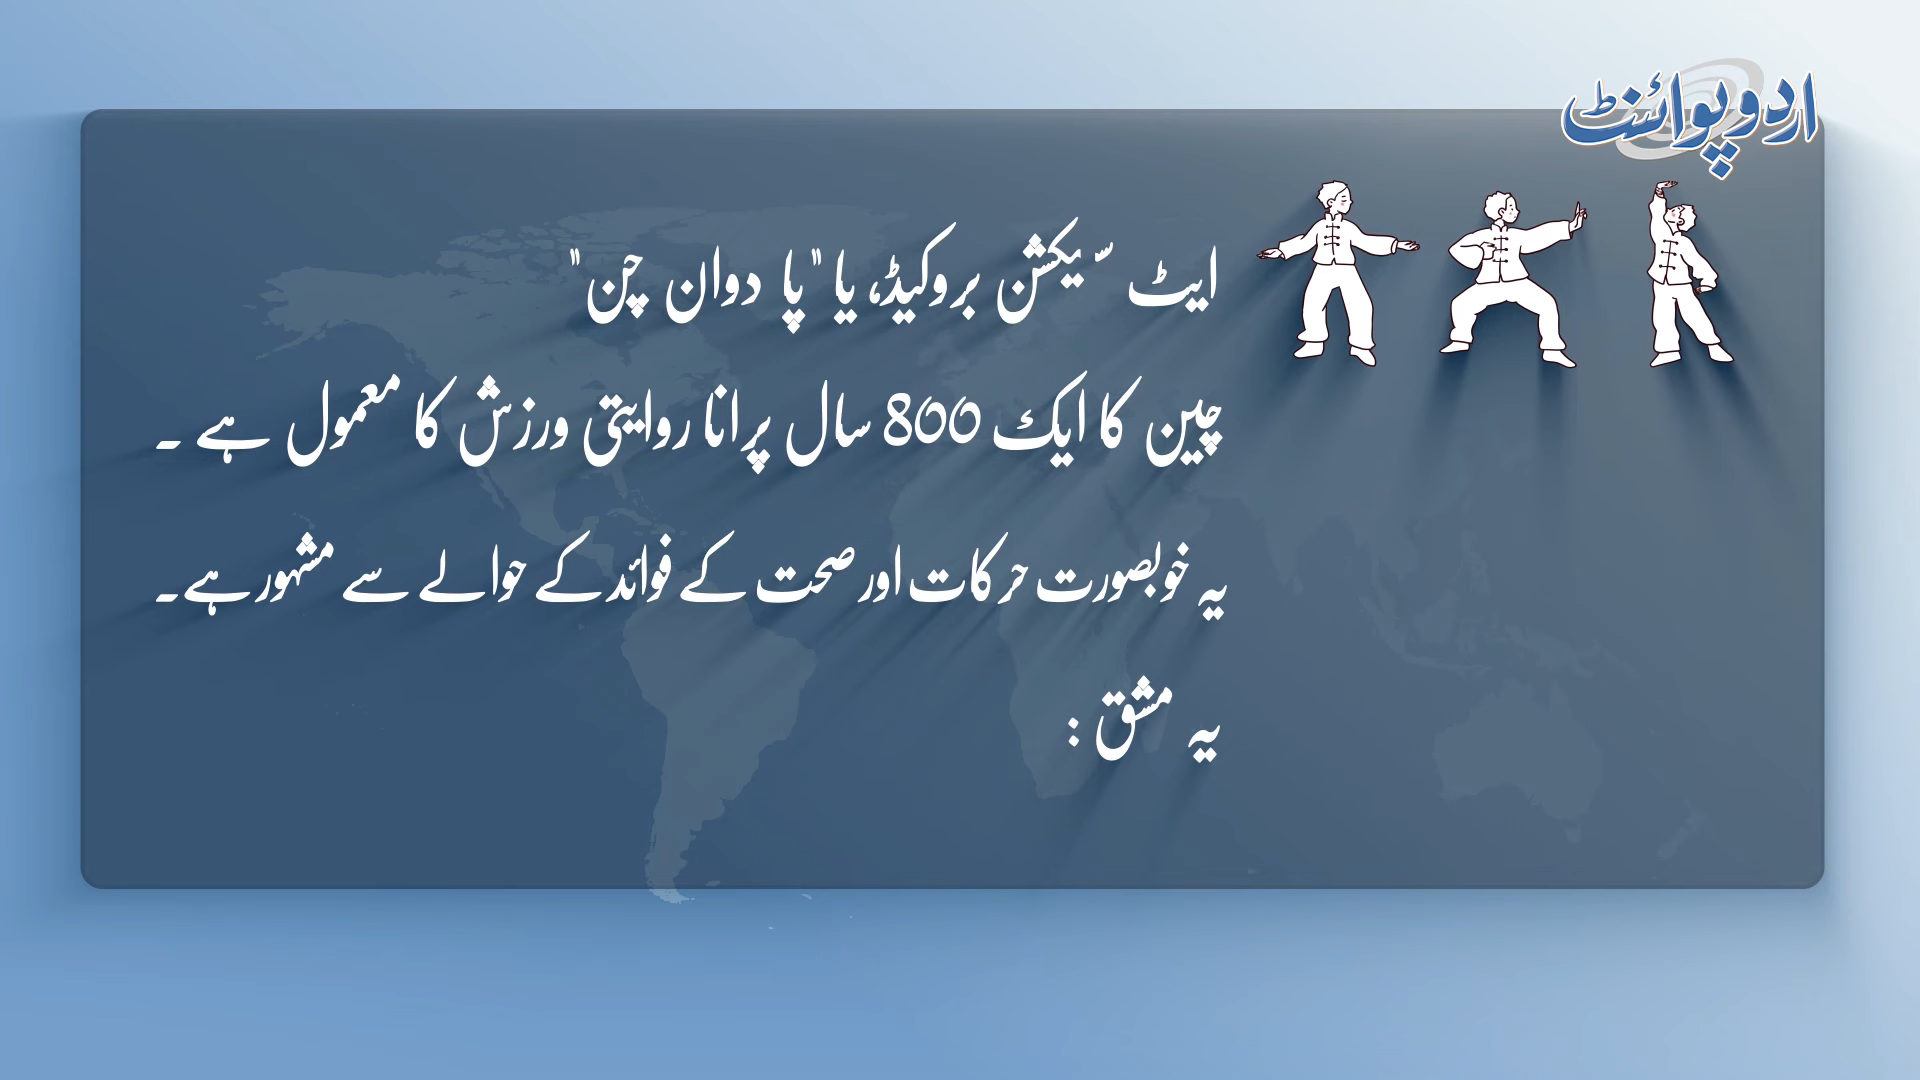 اردو پوائنٹ
ایٹ سیکشن بروکیڈ، یا "پا دوان چن"
چین کا ایک 800 سال پرانا روایتی ورزش کا معمول ہے ۔
یہ خوبصورت حرکات اور صحت کے فوائد کے حوالے سے مشہور ہے۔
یہ مشق :